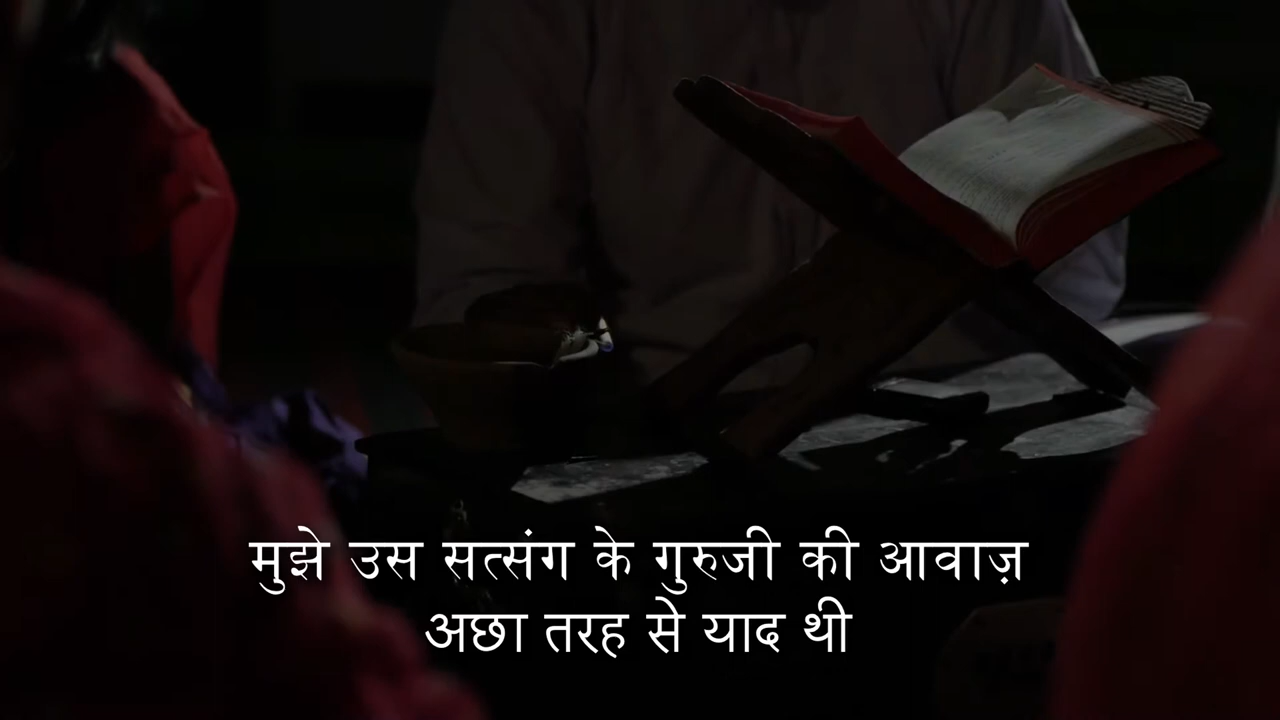 मुझे उस सत्संग के गुरुजी की आवाज़
अछा तरह से याद थी